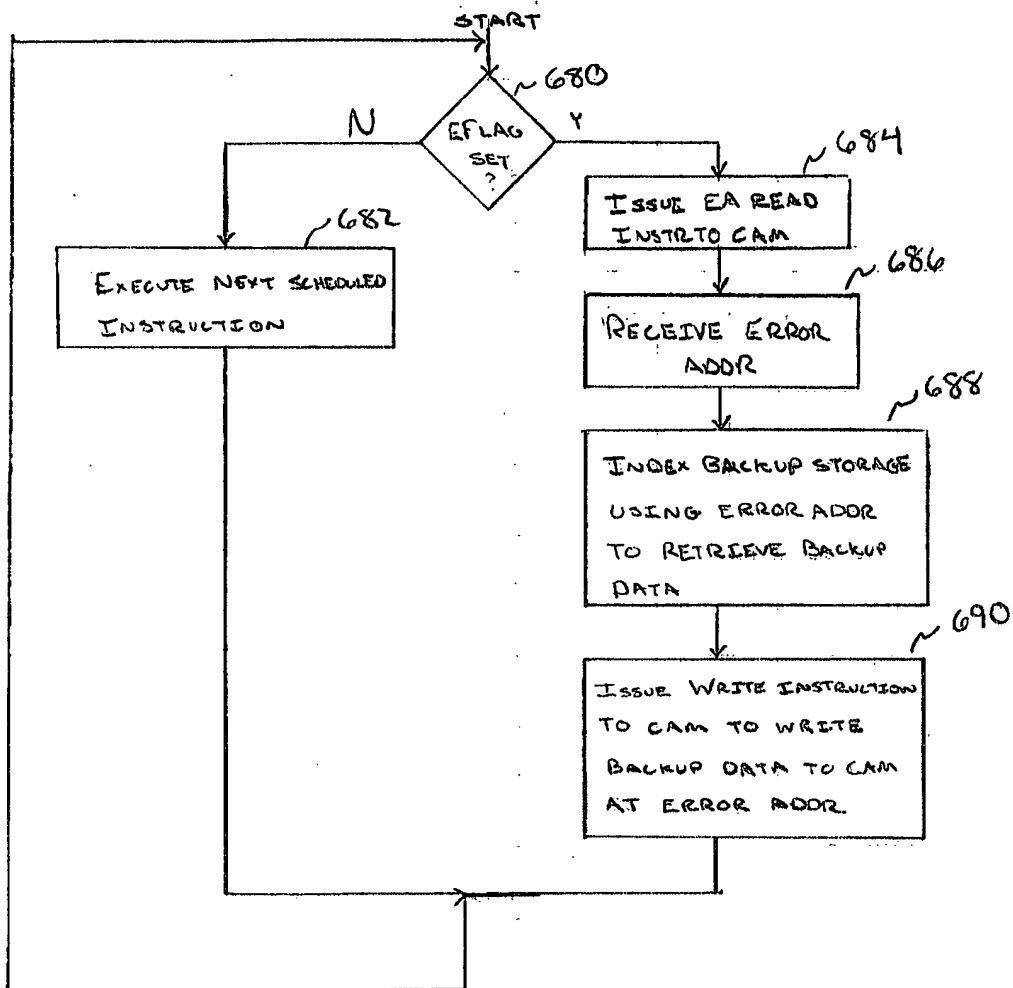 START
680
EFLAG
SET
?
N
Y
684
ISSUE EA READ
INSTR TO CAM
682
EXECUTE NEXT SCHEDULED
INSTRUCTION
686
RECEIVE ERROR
ADDR
688
INDEX BACKUP STORAGE
USING ERROR ADDR
TO RETRIEVE BACKUP
DATA
690
ISSUE WRITE INSTRUCTION
TO CAM TO WRITE
BACKUP DATA TO CAM
AT ERROR ADDR.